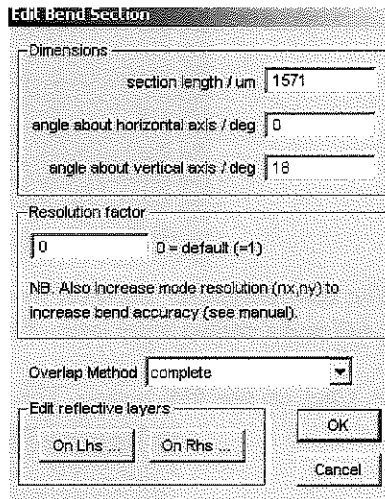 Edit Bend Section
Dimensions
section length / um 1571
angle about horizontal axis / deg 0
angle about vertical axis / deg 18
Resolution factor
0 0 = default (=1)
NB. Also increase mode resolution (nx,ny) to
increase bend accuracy (see manual).
Overlap Method complete
Edit reflective layers
On Lhs ... On Rhs ...
OK
Cancel